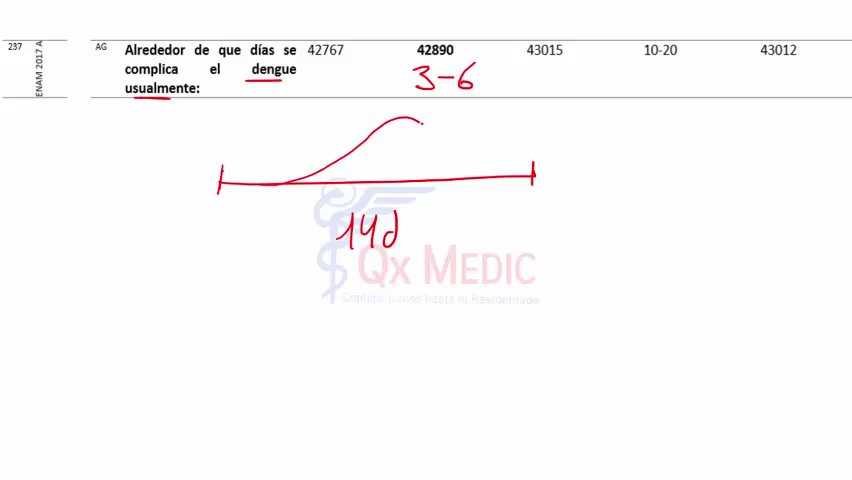 237 ENAM 2017 A AG Alrededor de que días se 42767 42890 43015 10-20 43012
complica el dengue
usualmente:
3-6
14d
Qx MEDIC
Contigo, juntos hasta el Residentado